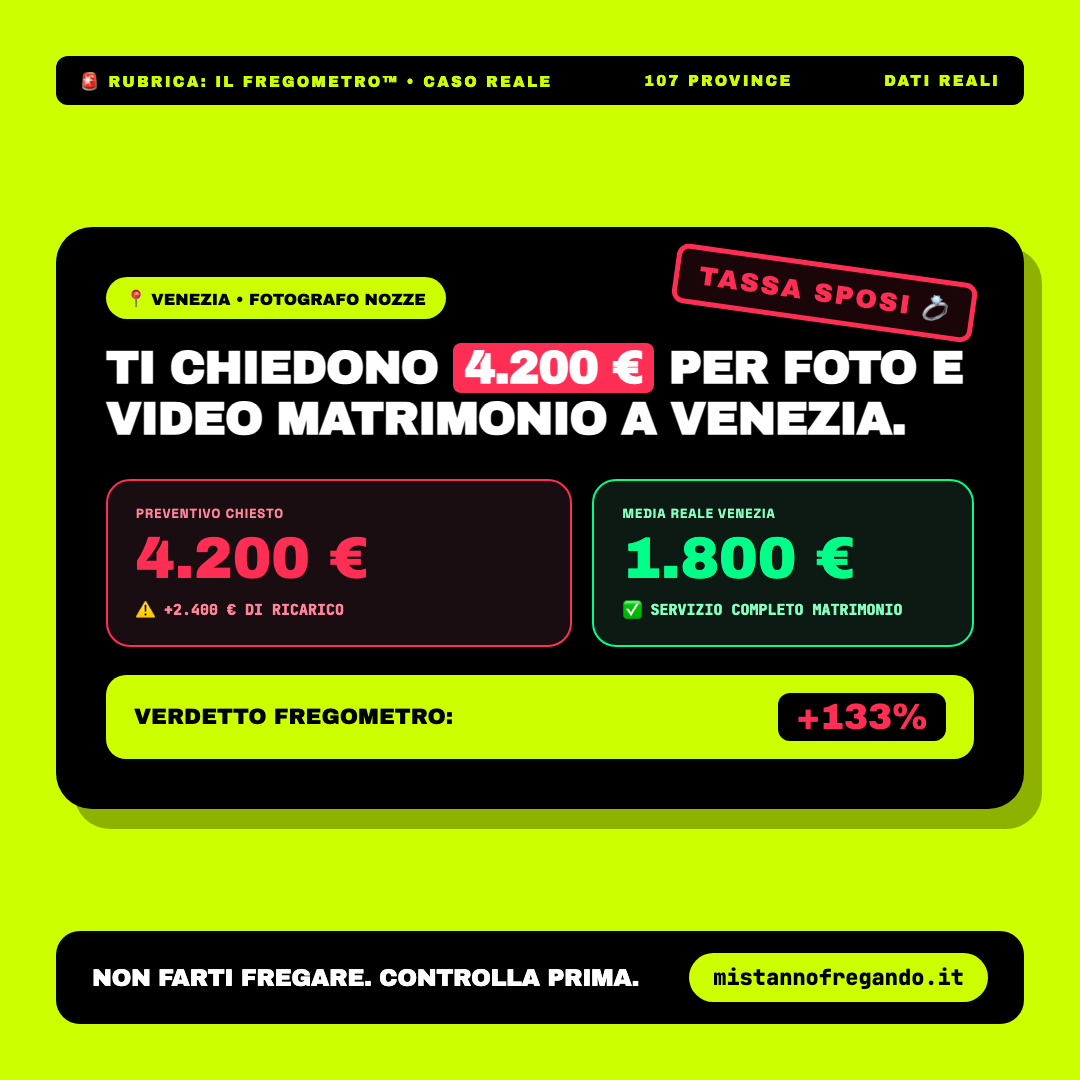 🚨 RUBRICA: IL FREGOMETRO™ • CASO REALE
107 PROVINCE
DATI REALI
TASSA SPOSI 💍
📍 VENEZIA • FOTOGRAFO NOZZE
TI CHIEDONO 4.200 € PER FOTO E
VIDEO MATRIMONIO A VENEZIA.
PREVENTIVO CHIESTO
4.200 €
⚠️ +2.400 € DI RICARICO
MEDIA REALE VENEZIA
1.800 €
✅ SERVIZIO COMPLETO MATRIMONIO
VERDETTO FREGOMETRO:
+133%
NON FARTI FREGARE. CONTROLLA PRIMA.
mistannofregando.it